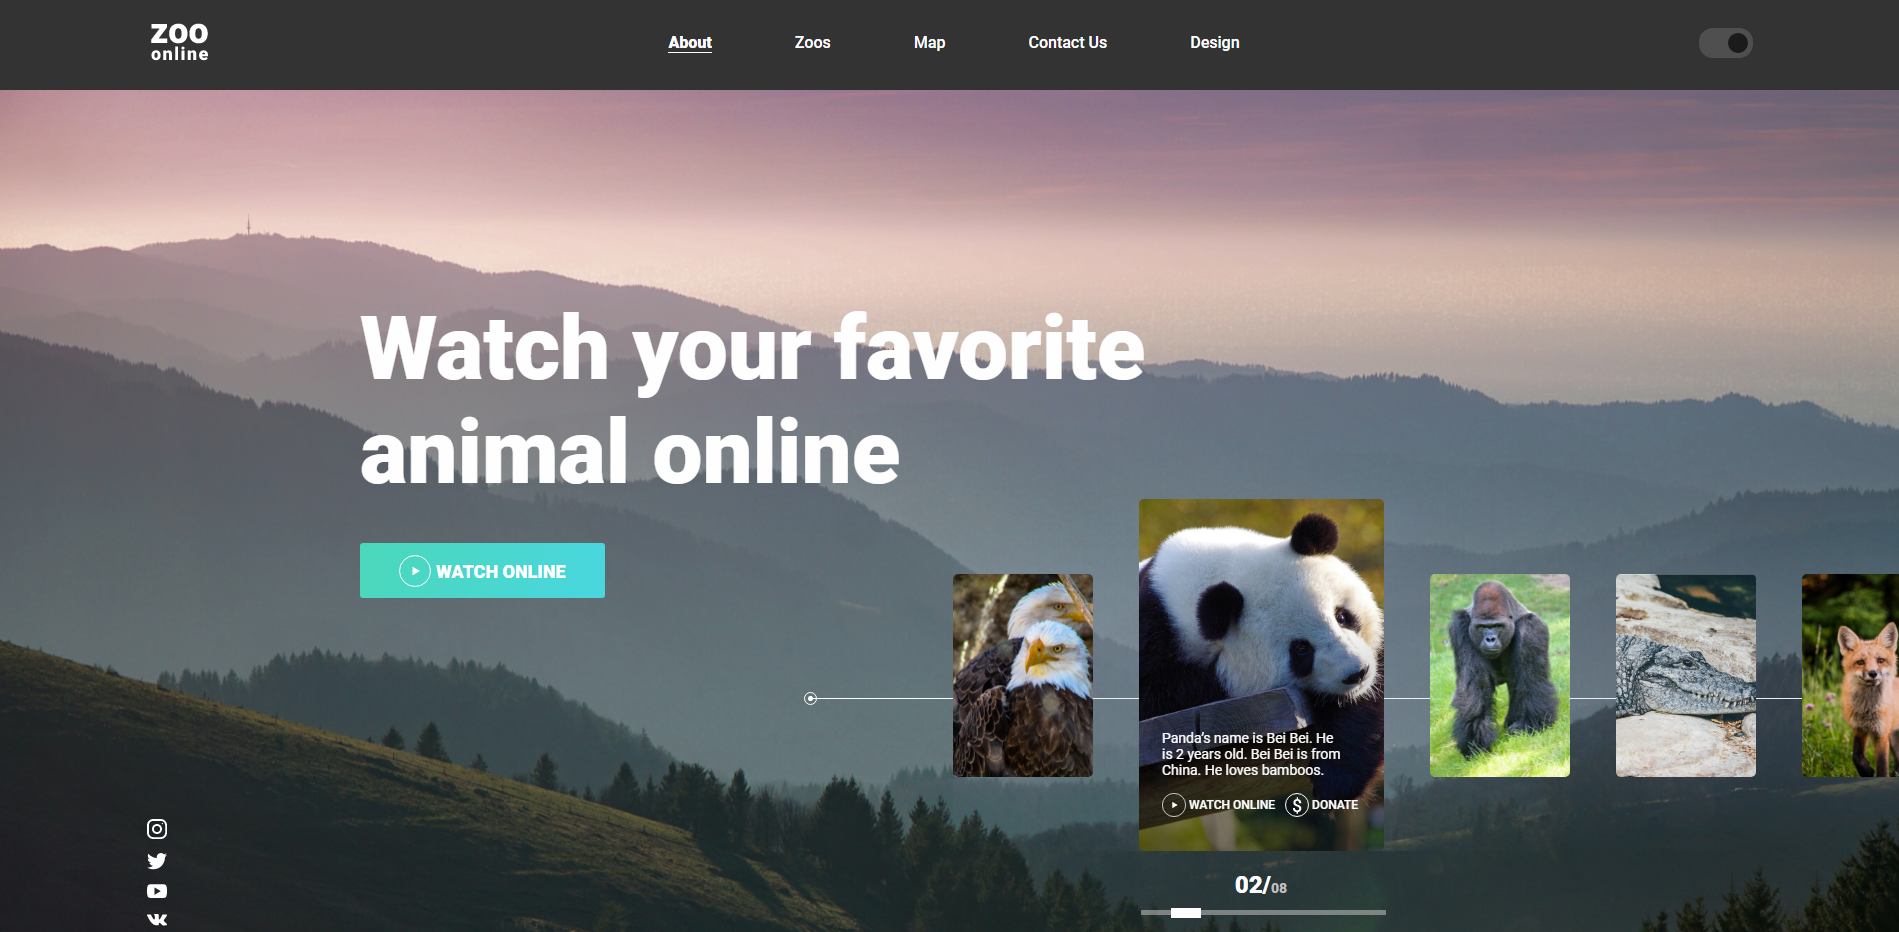 zoo
online
About
Zoos
Map
Contact Us
Design
Watch your favorite
animal online
WATCH ONLINE
Panda's name is Bei Bei. He
is 2 years old. Bei Bei is from
China. He loves bamboos.
WATCH ONLINE
$ DONATE
02/08